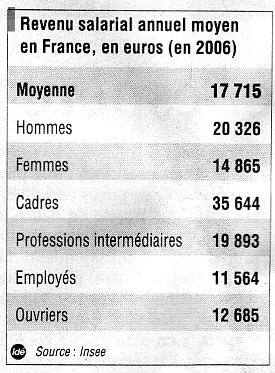 Revenu salarial annuel moyen
en France, en euros (en 2006)
Moyenne 17 715
Hommes 20 326
Femmes 14 865
Cadres 35 644
Professions intermédiaires 19 893
Employés 11 564
Ouvriers 12 685
idé Source : Insee